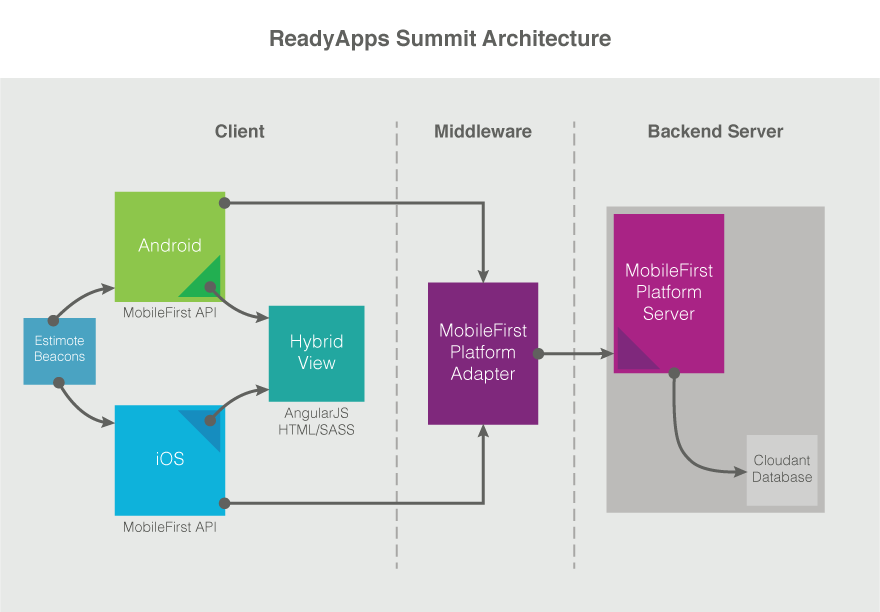 ReadyApps Summit Architecture
Client
Middleware
Backend Server
Android
MobileFirst API
Estimote
Beacons
Hybrid
View
AngularJS
HTML/SASS
iOS
MobileFirst API
MobileFirst
Platform
Adapter
MobileFirst
Platform
Server
Cloudant
Database